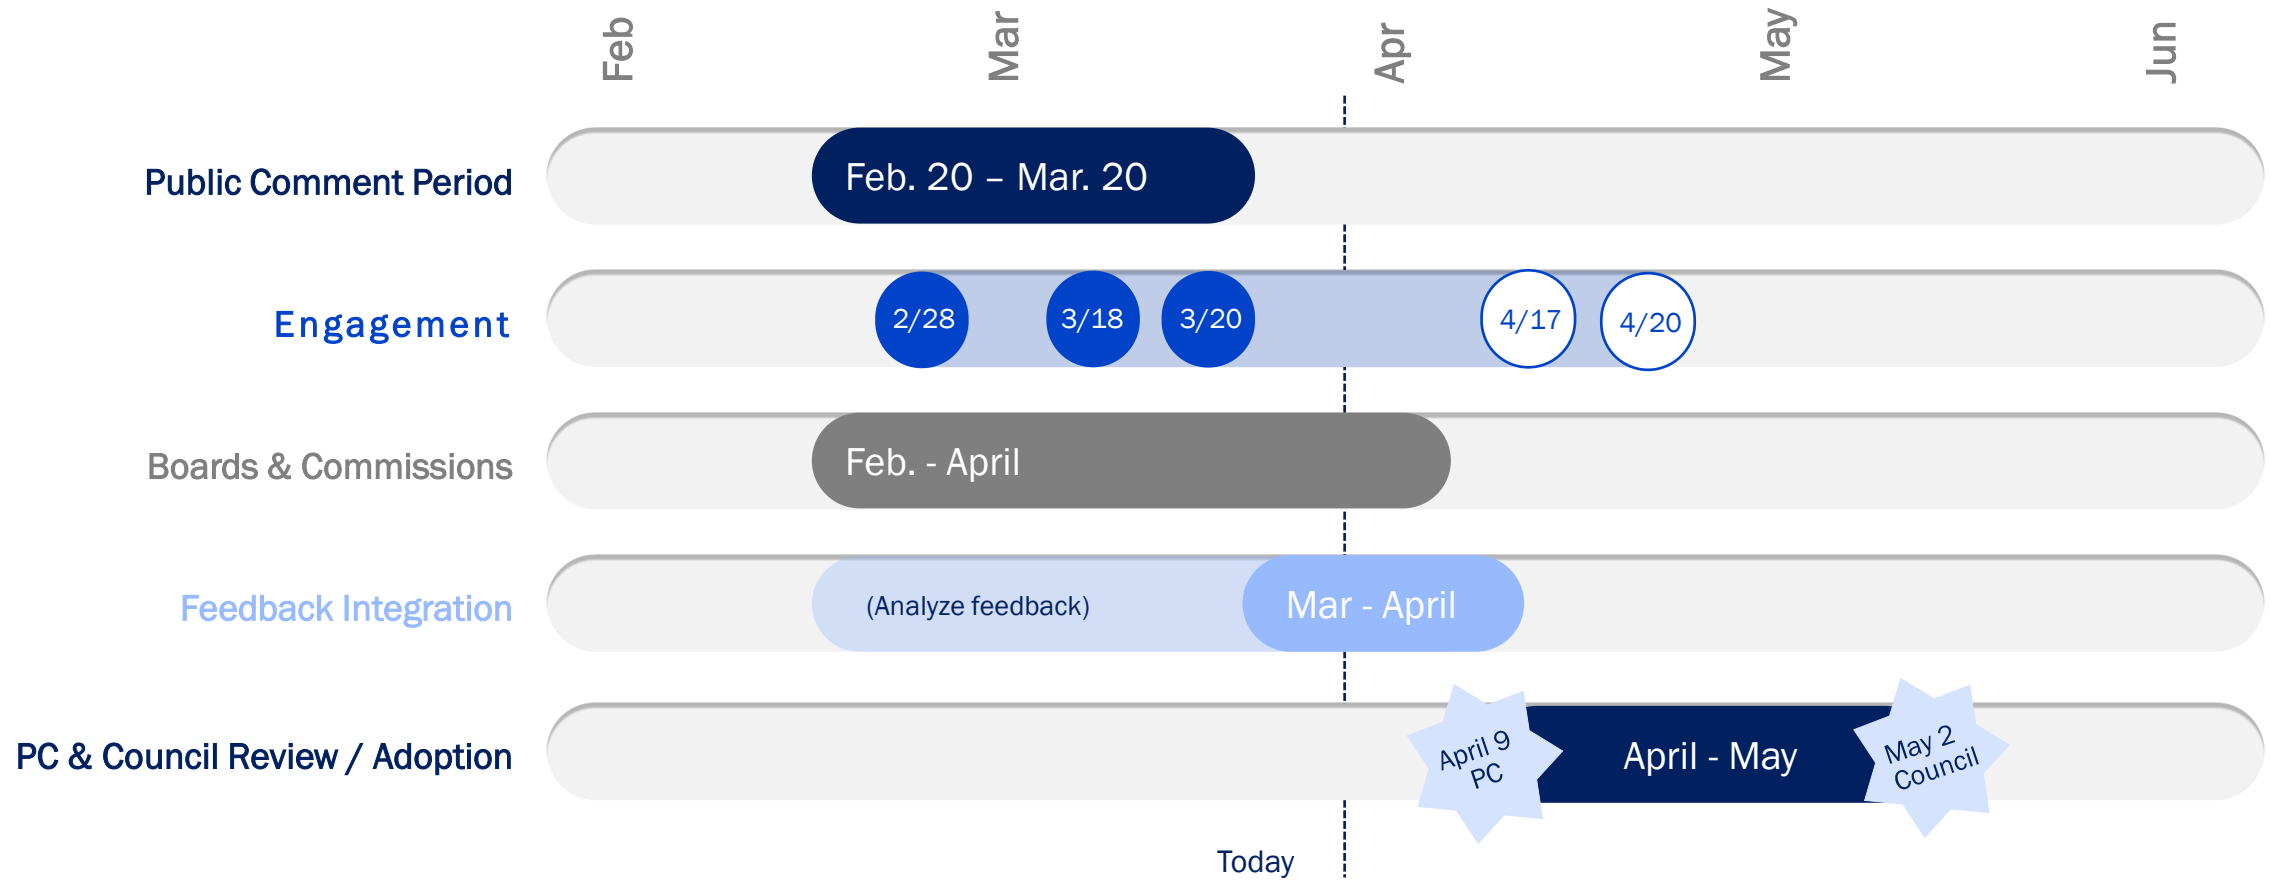 Feb
Mar
Apr
May
Jun
Public Comment Period
Feb. 20 – Mar. 20
Engagement
2/28
3/18
3/20
4/17
4/20
Boards & Commissions
Feb. - April
Feedback Integration
(Analyze feedback)
Mar - April
PC & Council Review / Adoption
April 9
PC
April - May
May 2
Council
Today